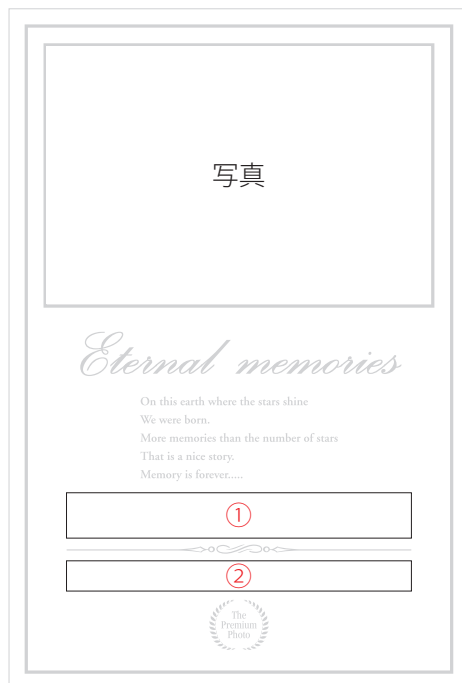 写真
Eternal memories
On this earth where the stars shine
We were born.
More memories than the number of stars
That is a nice story.
Memory is forever.....
①
②
The
Premium
Photo